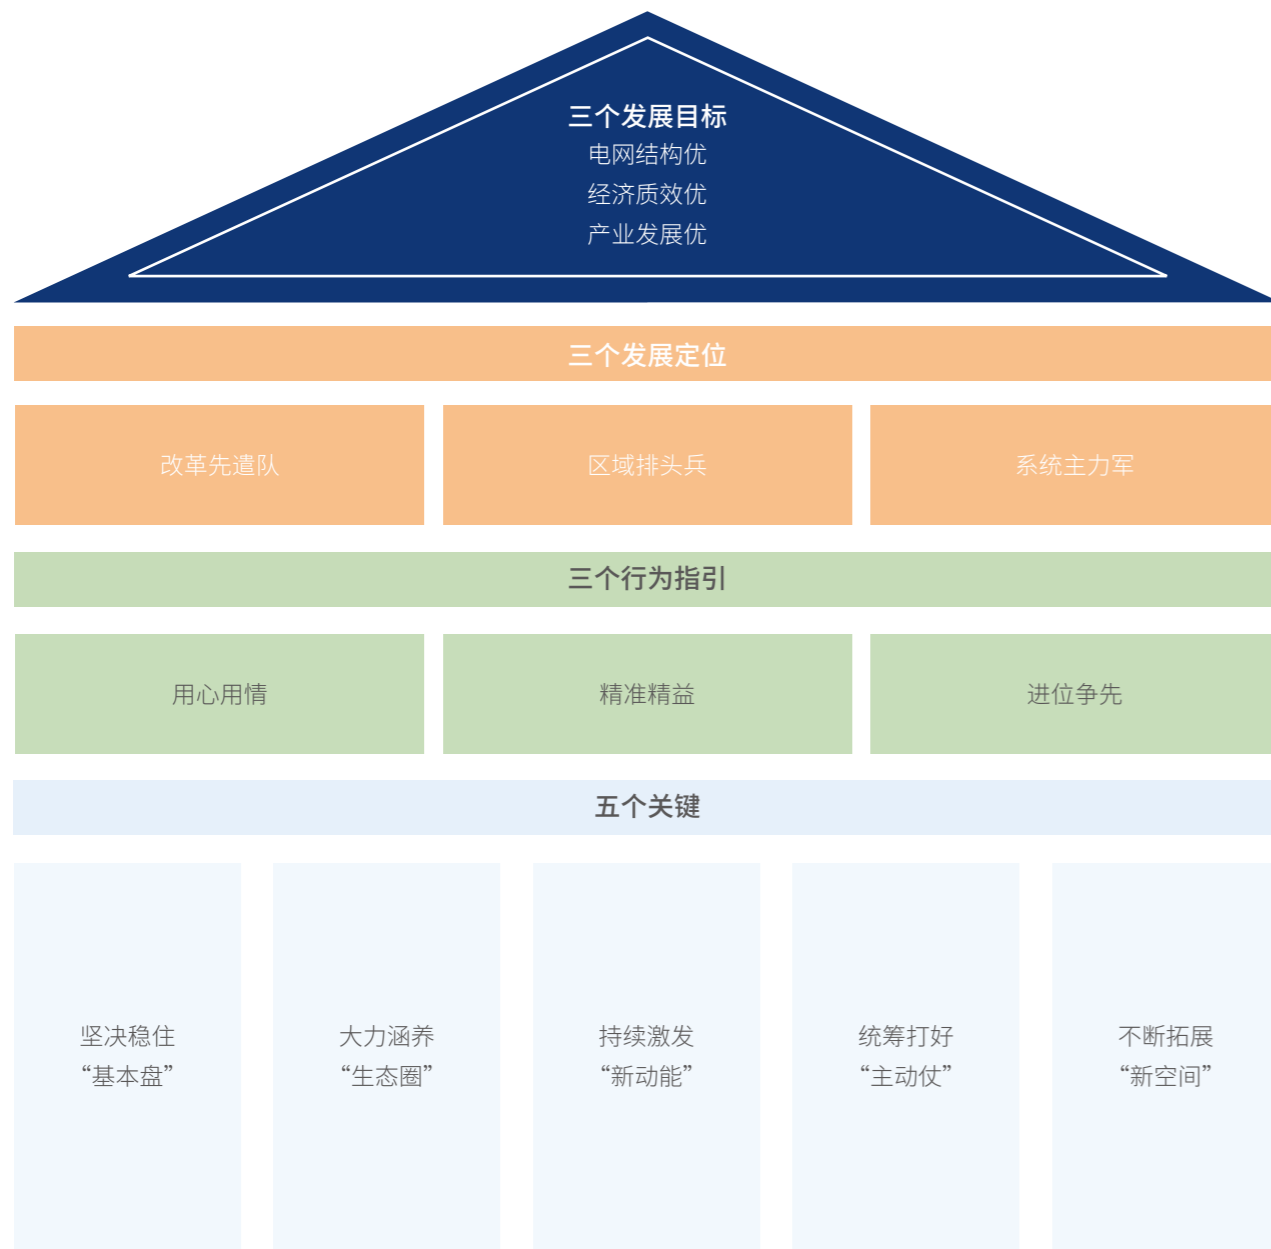 三个发展目标
电网结构优
经济质效优
产业发展优
三个发展定位
改革先遣队
区域排头兵
系统主力军
三个行为指引
用心用情
精准精益
进位争先
五个关键
坚决稳住
“基本盘”
大力涵养
“生态圈”
持续激发
“新动能”
统筹打好
“主动仗”
不断拓展
“新空间”